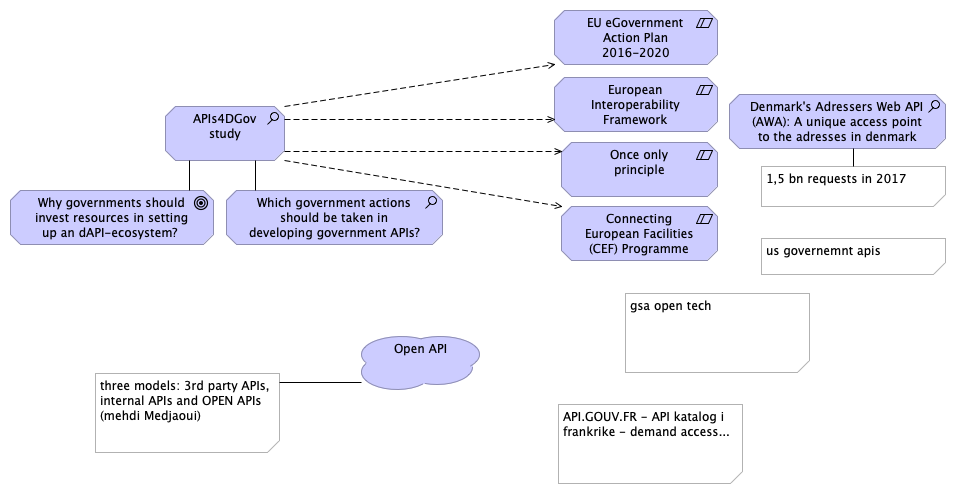 EU eGovernment
Action Plan
2016-2020
European
Interoperability
Framework
Denmark's Adressers Web API
(AWA): A unique access point
to the adresses in denmark
APIs4DGov
study
Once only
principle
1,5 bn requests in 2017
Why governments should
invest resources in setting
up an dAPI-ecosystem?
Which government actions
should be taken in
developing government APIs?
Connecting
European Facilities
(CEF) Programme
us governemnt apis
gsa open tech
Open API
three models: 3rd party APIs,
internal APIs and OPEN APIs
(mehdi Medjaoui)
API.GOUV.FR - API katalog i
frankrike - demand access...